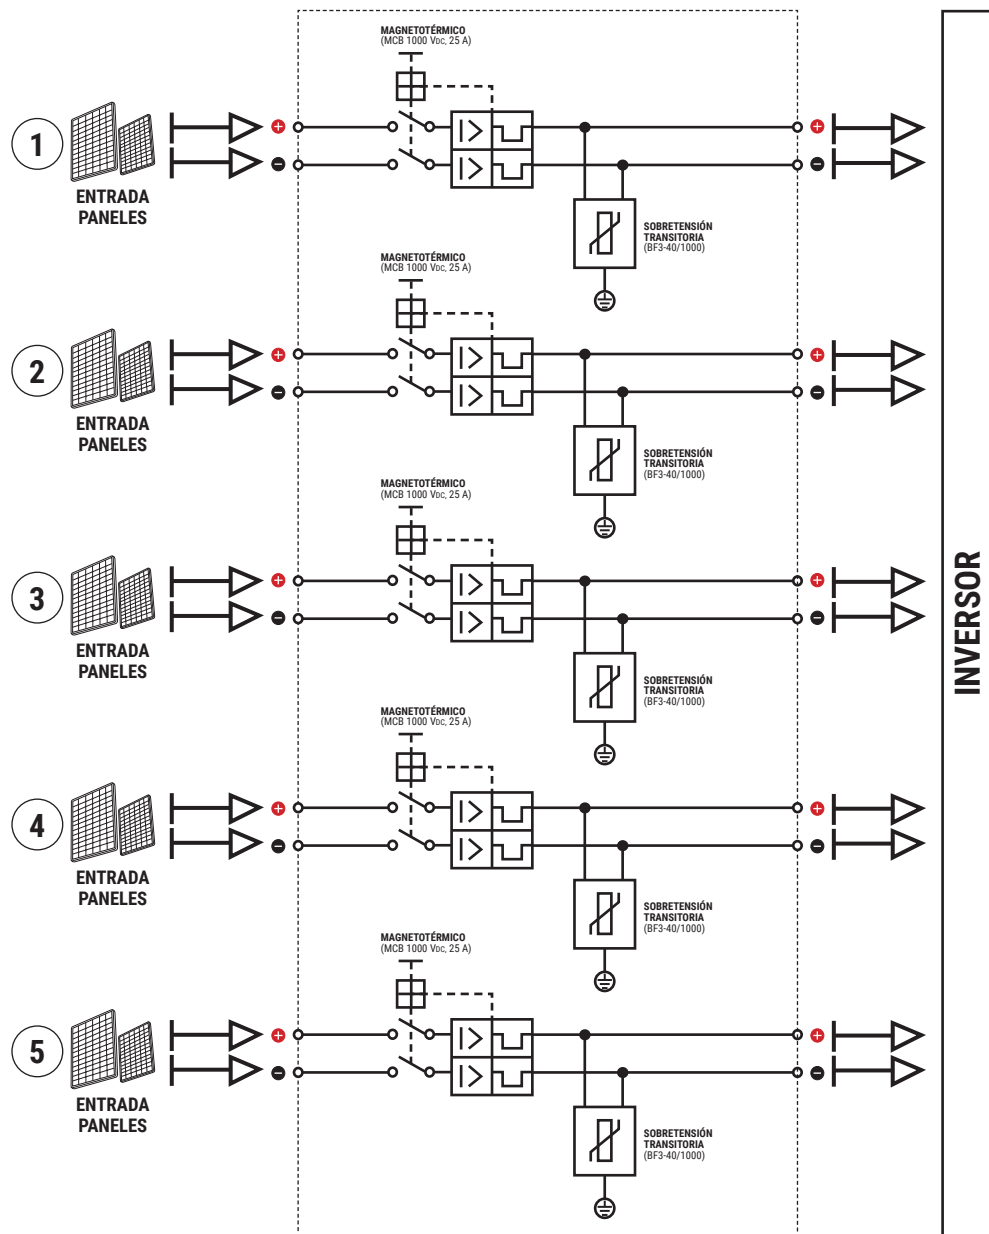 MAGNETOTÉRMICO
(MCB 1000 VDC, 25 A)
1
+
−
+
−
ENTRADA
PANELES
SOBRETENSIÓN
TRANSITORIA
(BF3-40/1000)
MAGNETOTÉRMICO
(MCB 1000 VDC, 25 A)
2
+
−
+
−
ENTRADA
PANELES
SOBRETENSIÓN
TRANSITORIA
(BF3-40/1000)
MAGNETOTÉRMICO
(MCB 1000 VDC, 25 A)
3
+
−
+
−
ENTRADA
PANELES
SOBRETENSIÓN
TRANSITORIA
(BF3-40/1000)
MAGNETOTÉRMICO
(MCB 1000 VDC, 25 A)
4
+
−
+
−
ENTRADA
PANELES
SOBRETENSIÓN
TRANSITORIA
(BF3-40/1000)
MAGNETOTÉRMICO
(MCB 1000 VDC, 25 A)
5
+
−
+
−
ENTRADA
PANELES
SOBRETENSIÓN
TRANSITORIA
(BF3-40/1000)
INVERSOR